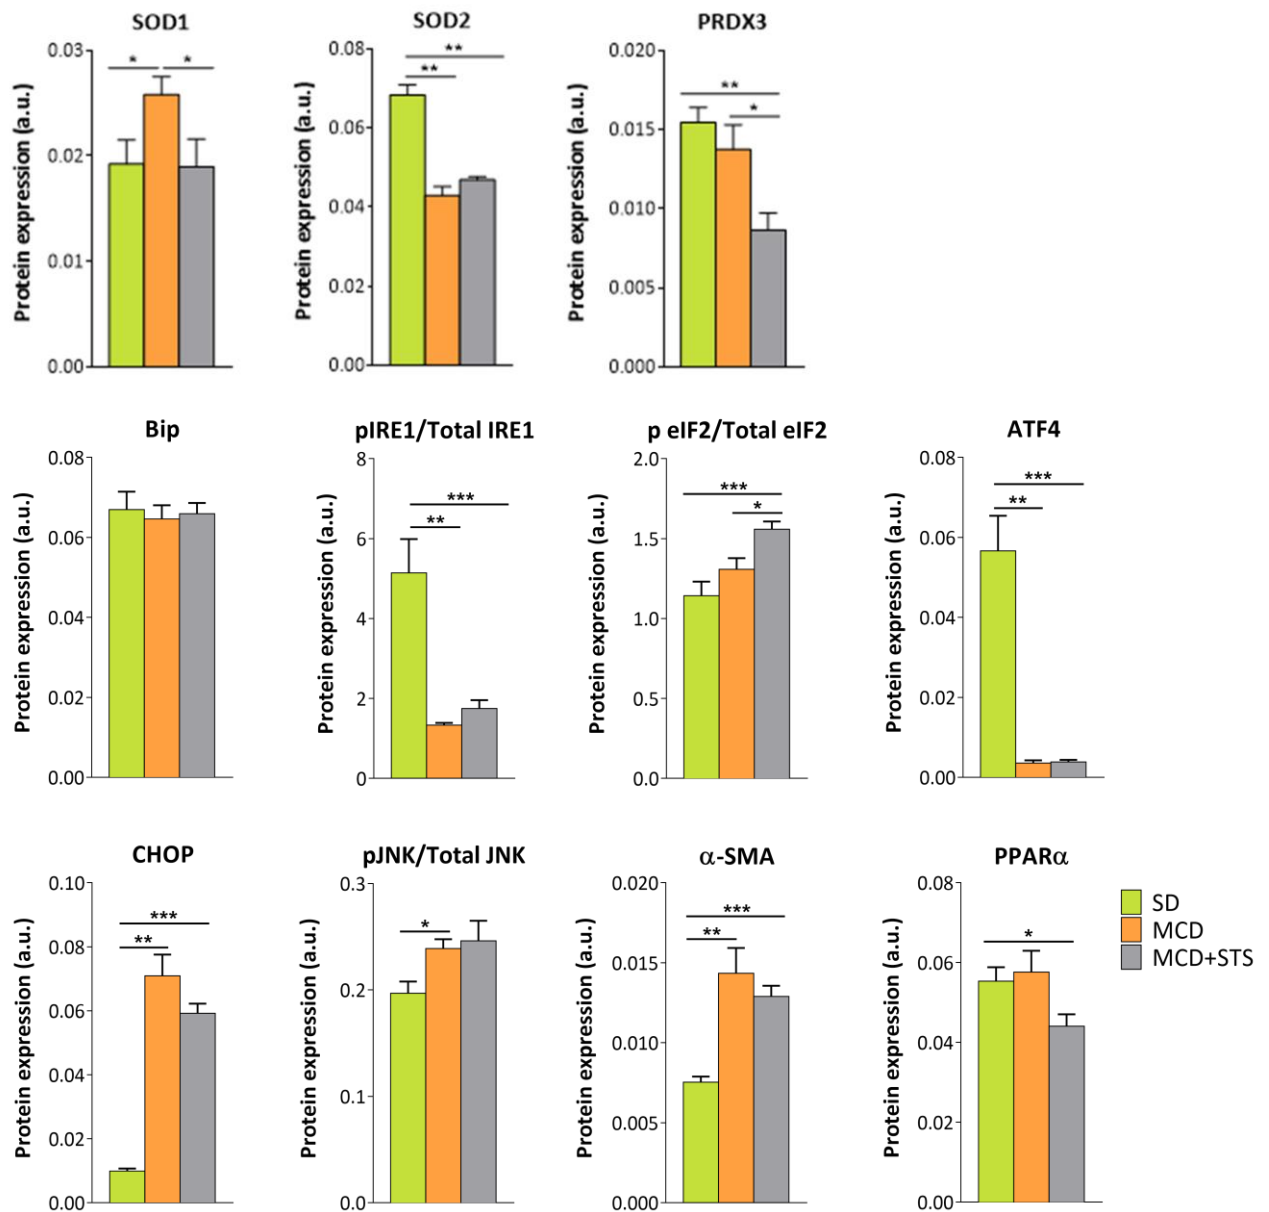 SOD1
SOD2
PRDX3
Protein expression (a.u.)
0.03
0.02
0.01
0.00
* *
Protein expression (a.u.)
0.08
0.06
0.04
0.02
0.00
**
**
Protein expression (a.u.)
0.020
0.015
0.010
0.005
0.000
**
*
Bip
pIRE1/Total IRE1
p eIF2/Total eIF2
ATF4
Protein expression (a.u.)
0.08
0.06
0.04
0.02
0.00
Protein expression (a.u.)
8
6
4
2
0
***
**
Protein expression (a.u.)
2.0
1.5
1.0
0.5
0.0
***
*
Protein expression (a.u.)
0.08
0.06
0.04
0.02
0.00
***
**
CHOP
pJNK/Total JNK
α-SMA
PPARα
Protein expression (a.u.)
0.10
0.08
0.06
0.04
0.02
0.00
***
**
Protein expression (a.u.)
0.3
0.2
0.1
0.0
*
Protein expression (a.u.)
0.020
0.015
0.010
0.005
0.000
***
**
Protein expression (a.u.)
0.08
0.06
0.04
0.02
0.00
*
SD
MCD
MCD+STS